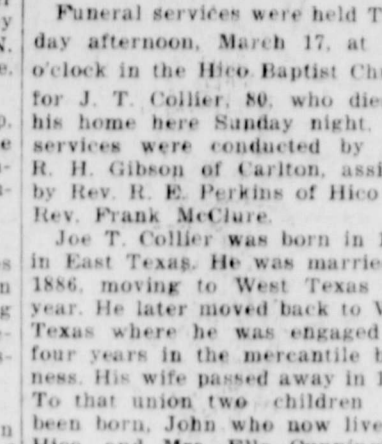 Funeral services were held T
day afternoon, March 17, at
o'clock in the Hico Baptist Ch
for J. T. Collier, 80, who die
his home here Sunday night.
services were conducted by
R. H. Gibson of Carlton, assi
by Rev. R. E. Perkins of Hico
Rev. Frank McClure.
Joe T. Collier was born in 1
in East Texas. He was marrie
1886, moving to West Texas
year. He later moved back to
Texas where he was engaged
four years in the mercantile b
ness. His wife passed away in 1
To that union two children
been born, John who now live